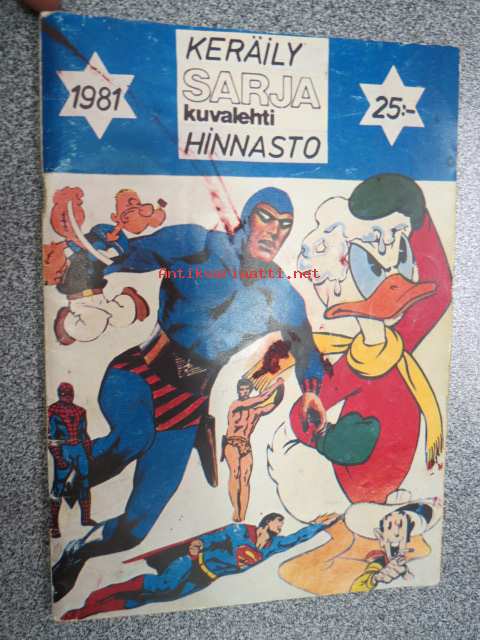 KERÄILY
SARJA
kuvalehti
HINNASTO
1981
25:-
Antikvariaatti.net